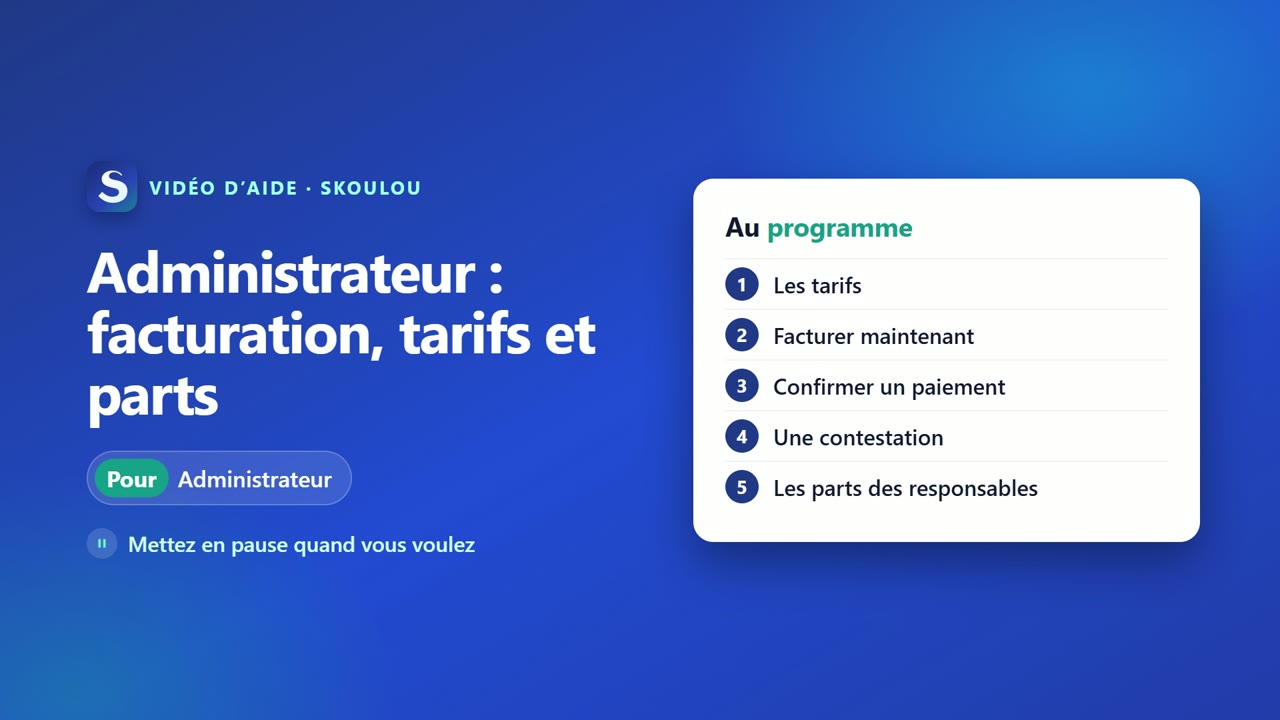 S
VIDÉO D’AIDE · SKOULOU
Administrateur :
facturation, tarifs et
parts
Pour Administrateur
Mettez en pause quand vous voulez
Au programme
1 Les tarifs
2 Facturer maintenant
3 Confirmer un paiement
4 Une contestation
5 Les parts des responsables